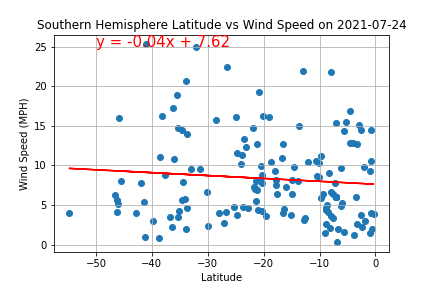 Southern Hemisphere Latitude vs Wind Speed on 2021-07-24
y = -0.04x + 7.62
Wind Speed (MPH)
25
20
15
10
5
0
−50 −40 −30 −20 −10 0
Latitude